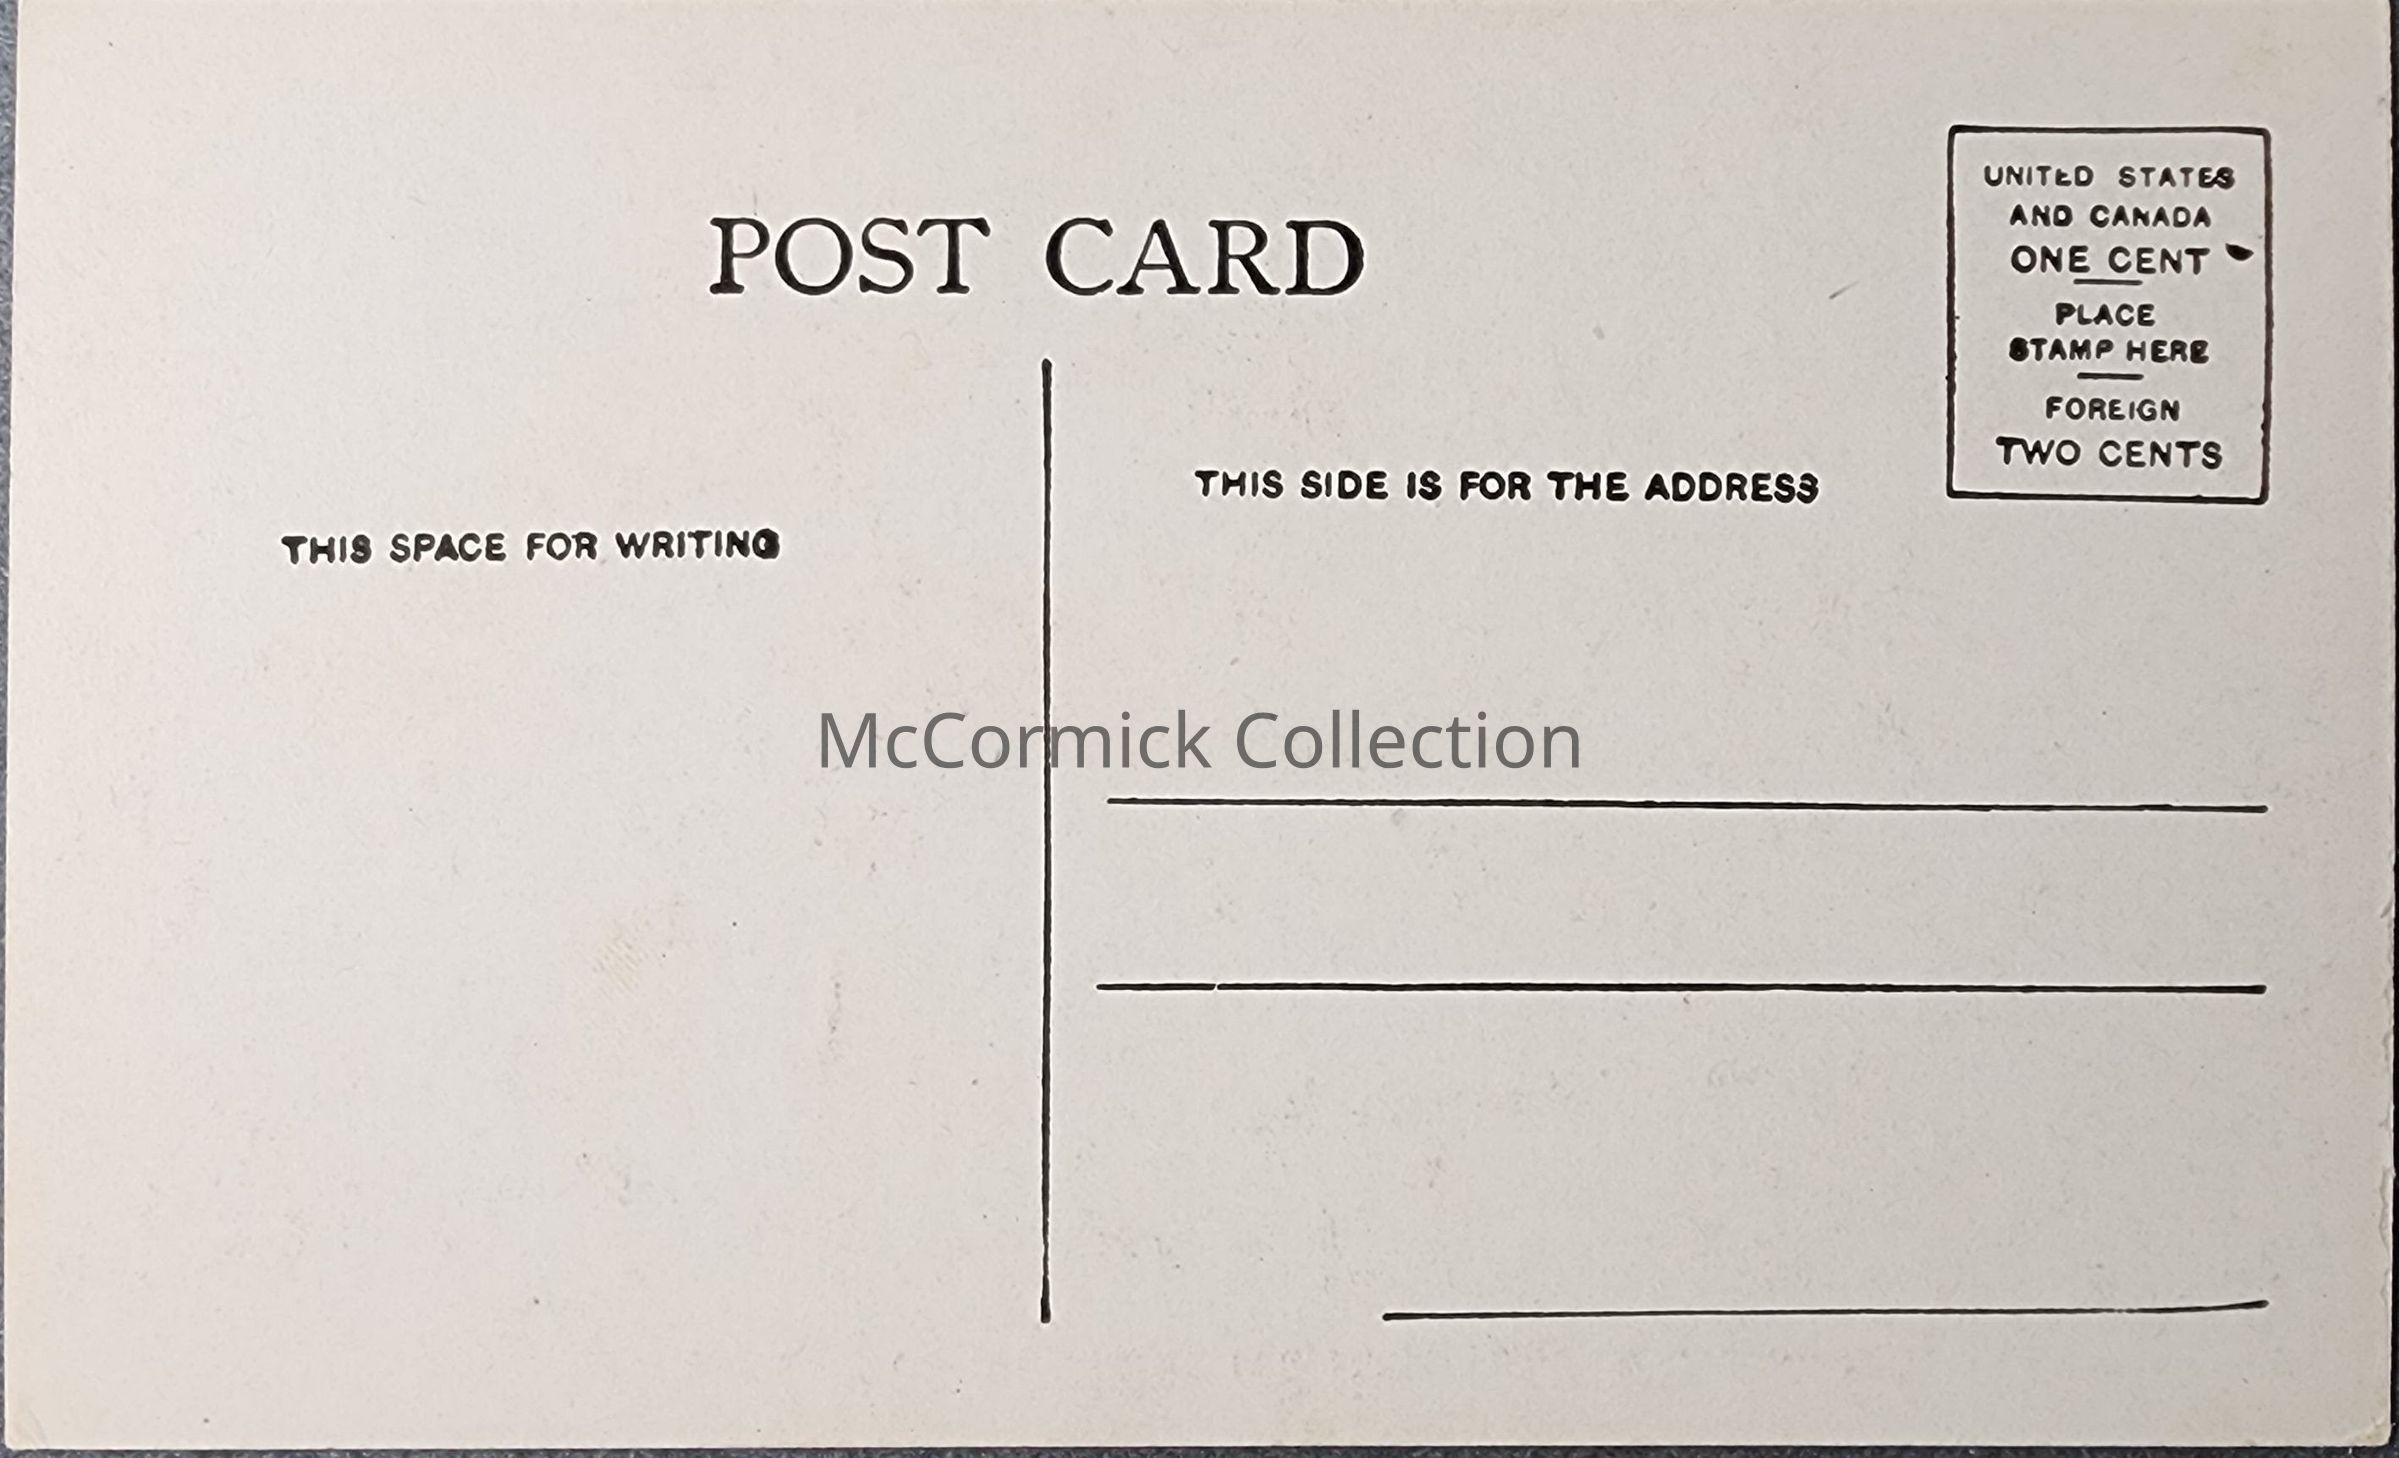 POST CARD
UNITED STATES
AND CANADA
ONE CENT
PLACE
STAMP HERE
FOREIGN
TWO CENTS
THIS SPACE FOR WRITING
THIS SIDE IS FOR THE ADDRESS
McCormick Collection